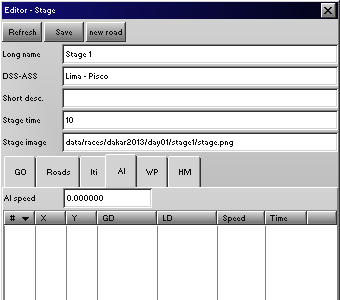 Editor - Stage
Refresh Save new road
Long name Stage 1
DSS-ASS Lima - Pisco
Short desc.
Stage time 10
Stage image data/races/dakar2013/day01/stage1/stage.png
GO Roads Iti AI WP HM
AI speed 0.000000
# X Y GD LD Speed Time